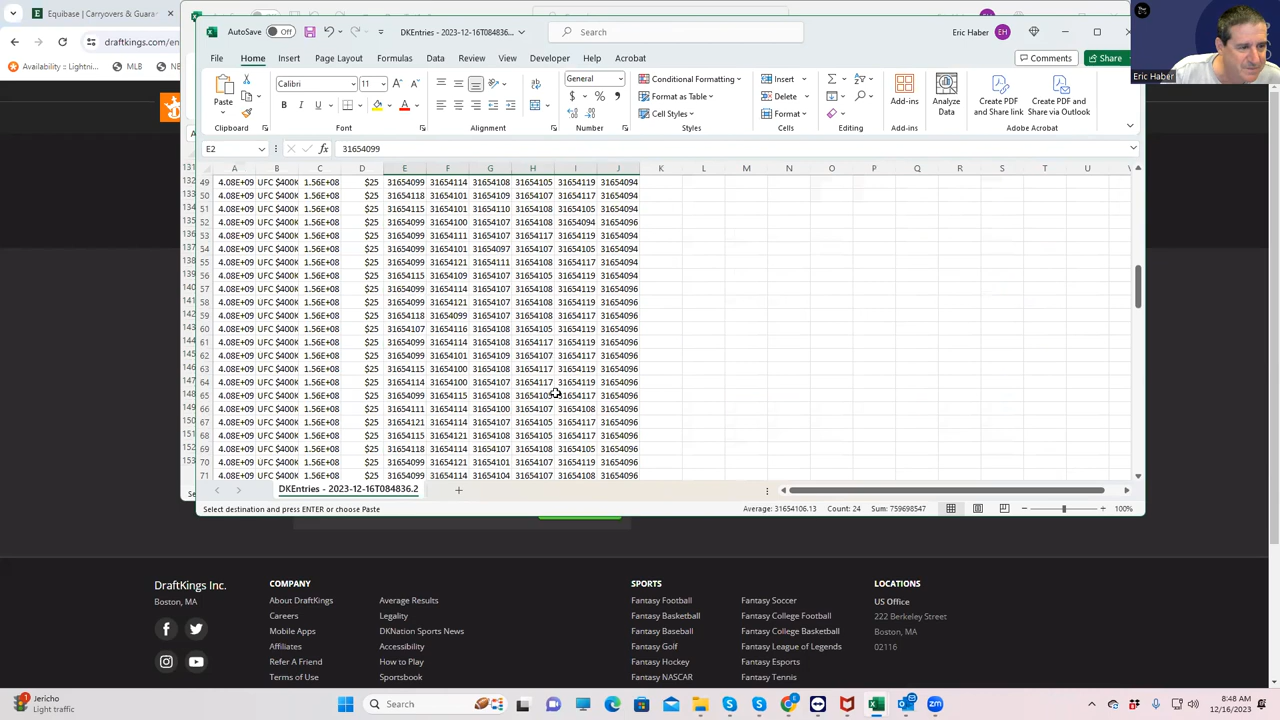 Equibase | Carryovers & Guara
draftkings.com/en
Availability :: Lightni...
MLB
AutoSave Off
DKEntries - 2023-12-16T084836.2...
Search
Eric Haber
EH
File Home Insert Page Layout Formulas Data Review View Developer Help Acrobat
Comments
Share
Paste
Clipboard
Calibri 11
B I U
Font
Alignment
General
$ % 9
Number
Conditional Formatting
Format as Table
Cell Styles
Styles
Insert
Delete
Format
Cells
Editing
Add-ins
Add-ins
Analyze Data
Create PDF and Share link
Create PDF and Share via Outlook
Adobe Acrobat
Eric Haber
E2 fx 31654099
A B C D E F G H I J K L M N O P Q R S T U
49 4.08E+09 UFC $400K 1.56E+08 $25 31654099 31654114 31654108 31654105 31654119 31654094
50 4.08E+09 UFC $400K 1.56E+08 $25 31654118 31654101 31654109 31654107 31654117 31654094
51 4.08E+09 UFC $400K 1.56E+08 $25 31654115 31654101 31654110 31654108 31654105 31654094
52 4.08E+09 UFC $400K 1.56E+08 $25 31654099 31654100 31654107 31654108 31654094 31654096
53 4.08E+09 UFC $400K 1.56E+08 $25 31654099 31654111 31654107 31654117 31654119 31654094
54 4.08E+09 UFC $400K 1.56E+08 $25 31654099 31654101 31654097 31654107 31654105 31654094
55 4.08E+09 UFC $400K 1.56E+08 $25 31654099 31654121 31654111 31654108 31654117 31654094
56 4.08E+09 UFC $400K 1.56E+08 $25 31654115 31654109 31654107 31654105 31654119 31654094
57 4.08E+09 UFC $400K 1.56E+08 $25 31654099 31654114 31654107 31654108 31654119 31654096
58 4.08E+09 UFC $400K 1.56E+08 $25 31654099 31654121 31654107 31654108 31654105 31654096
59 4.08E+09 UFC $400K 1.56E+08 $25 31654118 31654099 31654107 31654108 31654117 31654096
60 4.08E+09 UFC $400K 1.56E+08 $25 31654107 31654116 31654108 31654105 31654119 31654096
61 4.08E+09 UFC $400K 1.56E+08 $25 31654099 31654114 31654108 31654117 31654119 31654096
62 4.08E+09 UFC $400K 1.56E+08 $25 31654099 31654101 31654109 31654107 31654117 31654096
63 4.08E+09 UFC $400K 1.56E+08 $25 31654115 31654100 31654108 31654117 31654119 31654096
64 4.08E+09 UFC $400K 1.56E+08 $25 31654114 31654100 31654107 31654117 31654119 31654096
65 4.08E+09 UFC $400K 1.56E+08 $25 31654099 31654115 31654108 31654117 31654096
66 4.08E+09 UFC $400K 1.56E+08 $25 31654111 31654114 31654100 31654107 31654108 31654096
67 4.08E+09 UFC $400K 1.56E+08 $25 31654121 31654114 31654107 31654105 31654117 31654096
68 4.08E+09 UFC $400K 1.56E+08 $25 31654115 31654121 31654108 31654105 31654117 31654096
69 4.08E+09 UFC $400K 1.56E+08 $25 31654118 31654114 31654107 31654108 31654105 31654096
70 4.08E+09 UFC $400K 1.56E+08 $25 31654099 31654121 31654101 31654107 31654119 31654096
71 4.08E+09 UFC $400K 1.56E+08 $25 31654099 31654114 31654104 31654107 31654108 31654096
DKEntries - 2023-12-16T084836.2
Select destination and press ENTER or choose Paste
Average: 31654106.13 Count: 24 Sum: 759698547
100%
DraftKings Inc.
Boston, MA
COMPANY
About DraftKings
Careers
Mobile Apps
Affiliates
Refer A Friend
Terms of Use
Average Results
Legality
DKNation Sports News
Accessibility
How to Play
Sportsbook
SPORTS
Fantasy Football
Fantasy Basketball
Fantasy Baseball
Fantasy Golf
Fantasy Hockey
Fantasy NASCAR
Fantasy Soccer
Fantasy College Football
Fantasy College Basketball
Fantasy League of Legends
Fantasy Esports
Fantasy Tennis
LOCATIONS
US Office
222 Berkeley Street
Boston, MA
02116
Jericho
Light traffic
Search
8:48 AM
12/16/2023